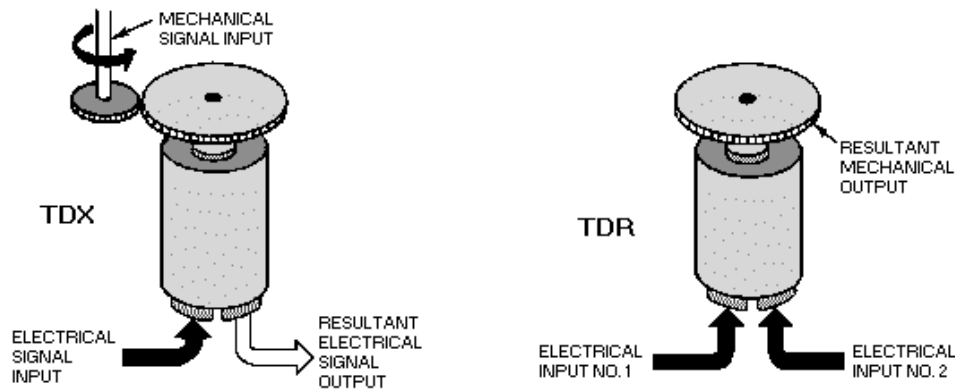 MECHANICAL
SIGNAL INPUT
TDX
ELECTRICAL
SIGNAL
INPUT
RESULTANT
ELECTRICAL
SIGNAL
OUTPUT
RESULTANT
MECHANICAL
OUTPUT
TDR
ELECTRICAL
INPUT NO.1
ELECTRICAL
INPUT NO.2